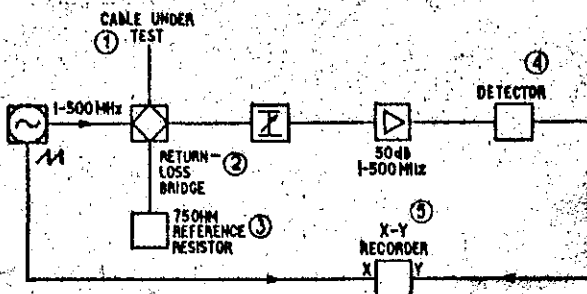 CABLE UNDER
TEST
①
④
DETECTOR
1-500 MHz
RETURN-
LOSS
BRIDGE
②
50dB
1-500MHz
750HM
REFERENCE
RESISTOR
③
⑤
X-Y
RECORDER
X
Y